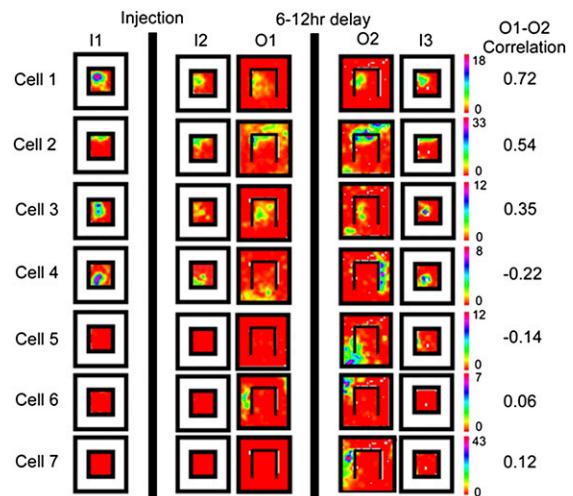 Injection 6-12hr delay
O1-O2
Correlation
I1 I2 O1 O2 I3
Cell 1 18 0 0.72
Cell 2 33 0 0.54
Cell 3 12 0 0.35
Cell 4 8 0 -0.22
Cell 5 12 0 -0.14
Cell 6 7 0 0.06
Cell 7 43 0 0.12